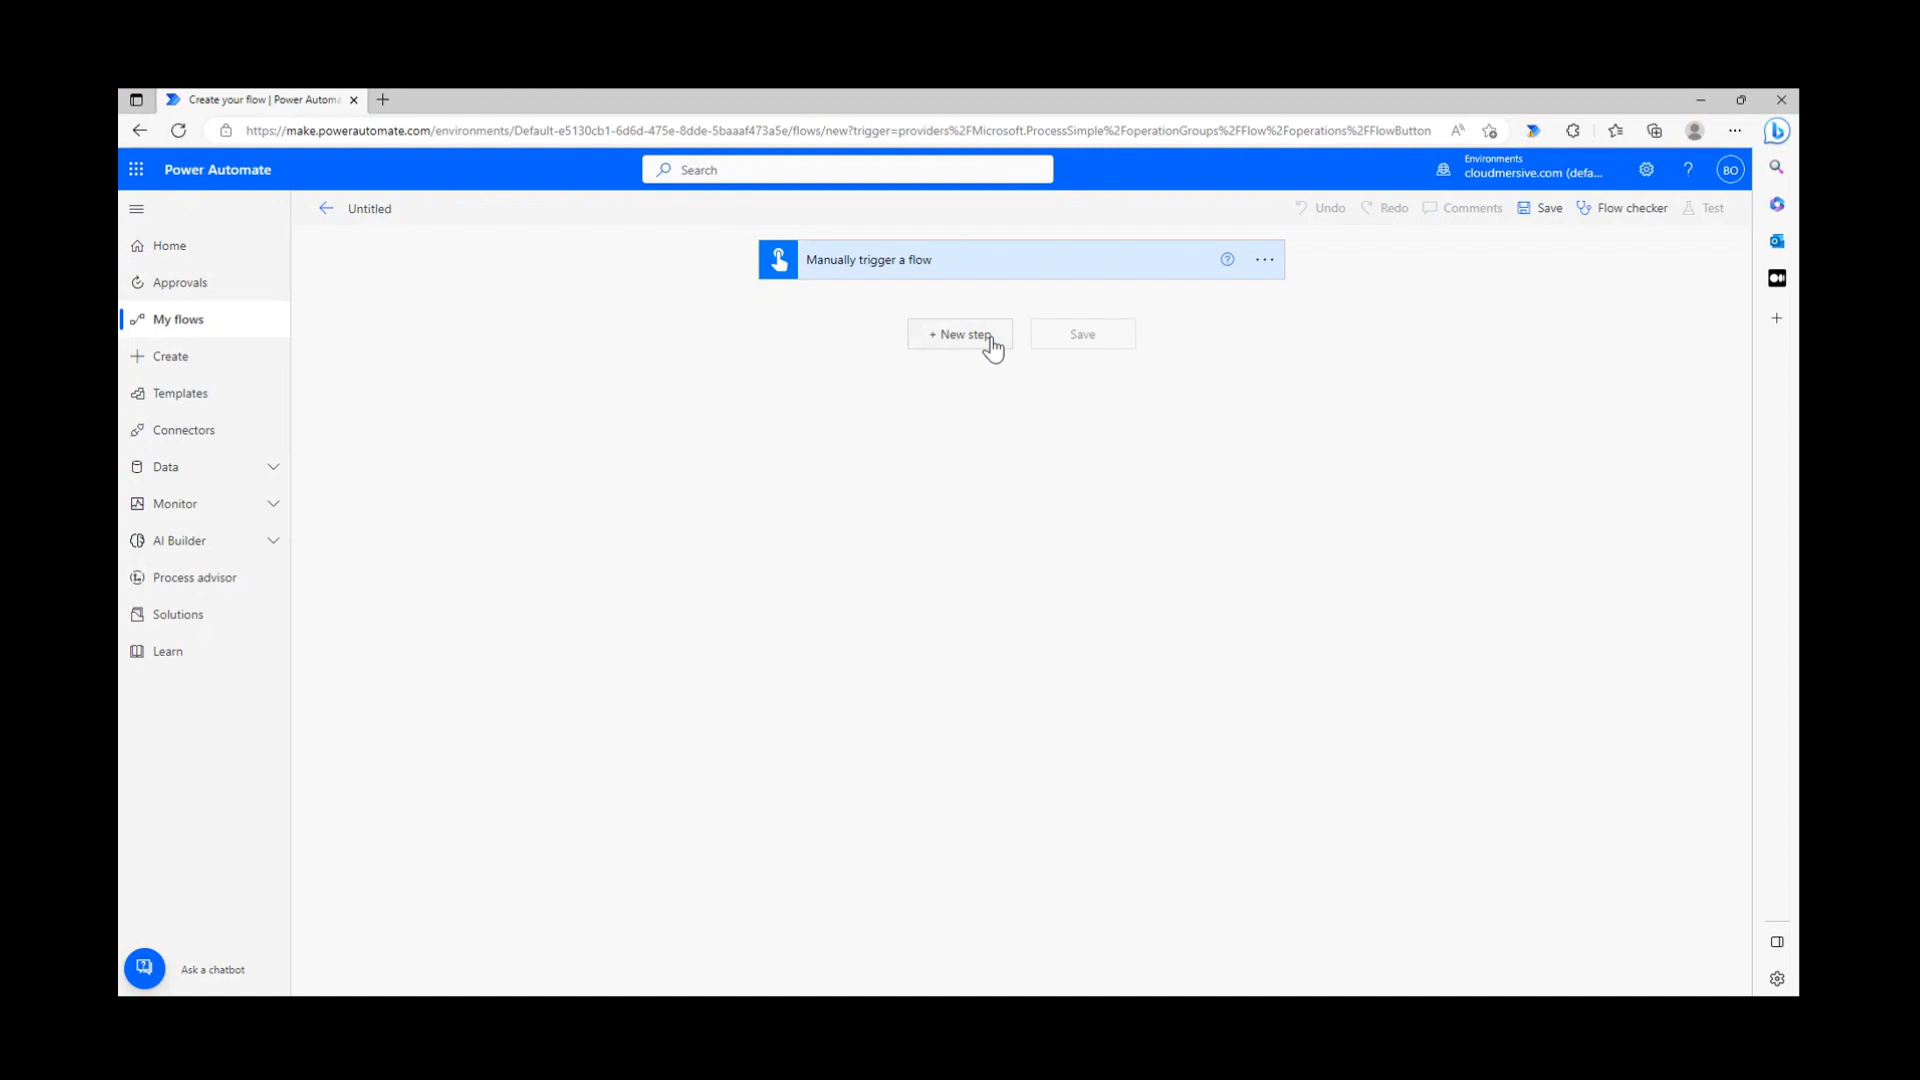 Create your flow | Power Automa
https://make.powerautomate.com/environments/Default-e5130cb1-6d6d-475e-8dde-5baaaf473a5e/flows/new?trigger=providers%2FMicrosoft.ProcessSimple%2FoperationGroups%2FFlow%2Foperations%2FFlowButton
Power Automate
Search
Environments
cloudmersive.com (defa...
BO
Untitled
Undo
Redo
Comments
Save
Flow checker
Test
Home
Approvals
My flows
Create
Templates
Connectors
Data
Monitor
AI Builder
Process advisor
Solutions
Learn
Manually trigger a flow
+ New step
Save
Ask a chatbot